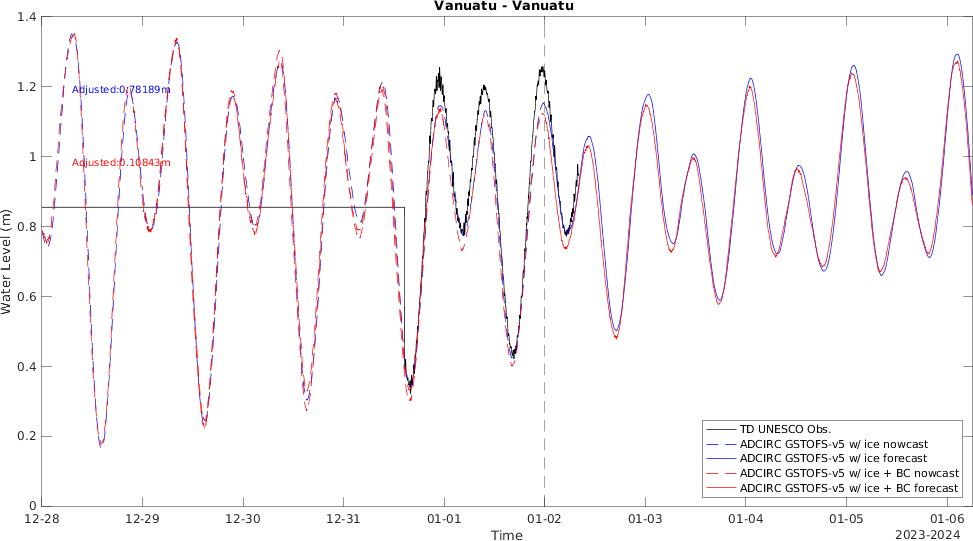 Vanuatu - Vanuatu
1.4
1.2
1
0.8
0.6
0.4
0.2
0
Water Level (m)
Adjusted:0.78189m
Adjusted:0.10843m
TD UNESCO Obs.
ADCIRC GSTOFS-v5 w/ ice nowcast
ADCIRC GSTOFS-v5 w/ ice forecast
ADCIRC GSTOFS-v5 w/ ice + BC nowcast
ADCIRC GSTOFS-v5 w/ ice + BC forecast
12-28 12-29 12-30 12-31 01-01 01-02 01-03 01-04 01-05 01-06
Time
2023-2024